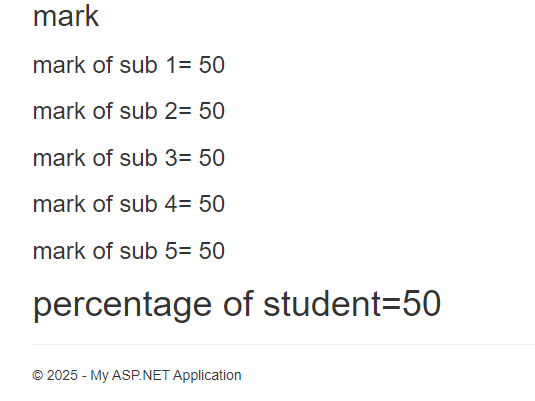 mark
mark of sub 1= 50
mark of sub 2= 50
mark of sub 3= 50
mark of sub 4= 50
mark of sub 5= 50
percentage of student=50
© 2025 - My ASP.NET Application